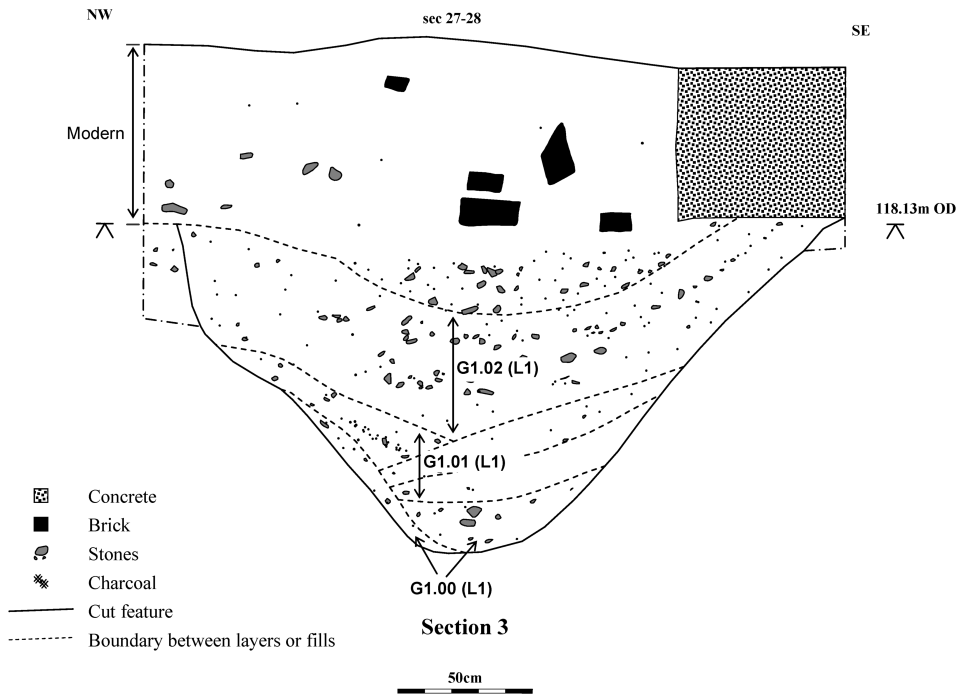 NW
sec 27-28
SE
Modern
118.13m OD
G1.02 (L1)
G1.01 (L1)
Concrete
Brick
Stones
Charcoal
Cut feature
Boundary between layers or fills
G1.00 (L1)
Section 3
50cm